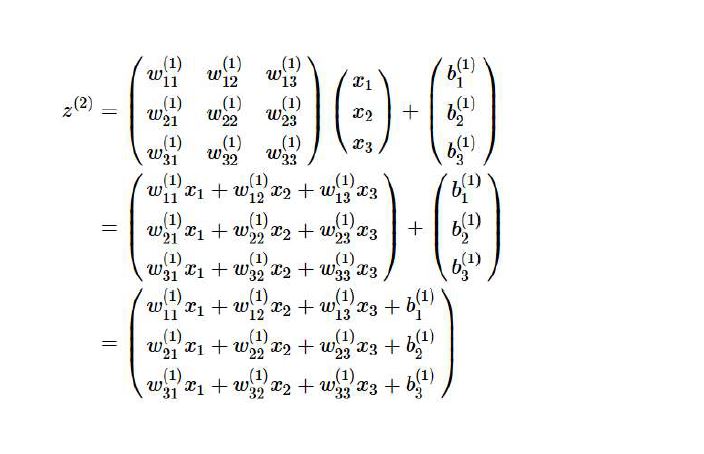 z^{(2)} = \begin{pmatrix} w_{11}^{(1)} & w_{12}^{(1)} & w_{13}^{(1)} \\ w_{21}^{(1)} & w_{22}^{(1)} & w_{23}^{(1)} \\ w_{31}^{(1)} & w_{32}^{(1)} & w_{33}^{(1)} \end{pmatrix} \begin{pmatrix} x_1 \\ x_2 \\ x_3 \end{pmatrix} + \begin{pmatrix} b_1^{(1)} \\ b_2^{(1)} \\ b_3^{(1)} \end{pmatrix}
= \begin{pmatrix} w_{11}^{(1)} x_1 + w_{12}^{(1)} x_2 + w_{13}^{(1)} x_3 \\ w_{21}^{(1)} x_1 + w_{22}^{(1)} x_2 + w_{23}^{(1)} x_3 \\ w_{31}^{(1)} x_1 + w_{32}^{(1)} x_2 + w_{33}^{(1)} x_3 \end{pmatrix} + \begin{pmatrix} b_1^{(1)} \\ b_2^{(1)} \\ b_3^{(1)} \end{pmatrix}
= \begin{pmatrix} w_{11}^{(1)} x_1 + w_{12}^{(1)} x_2 + w_{13}^{(1)} x_3 + b_1^{(1)} \\ w_{21}^{(1)} x_1 + w_{22}^{(1)} x_2 + w_{23}^{(1)} x_3 + b_2^{(1)} \\ w_{31}^{(1)} x_1 + w_{32}^{(1)} x_2 + w_{33}^{(1)} x_3 + b_3^{(1)} \end{pmatrix}